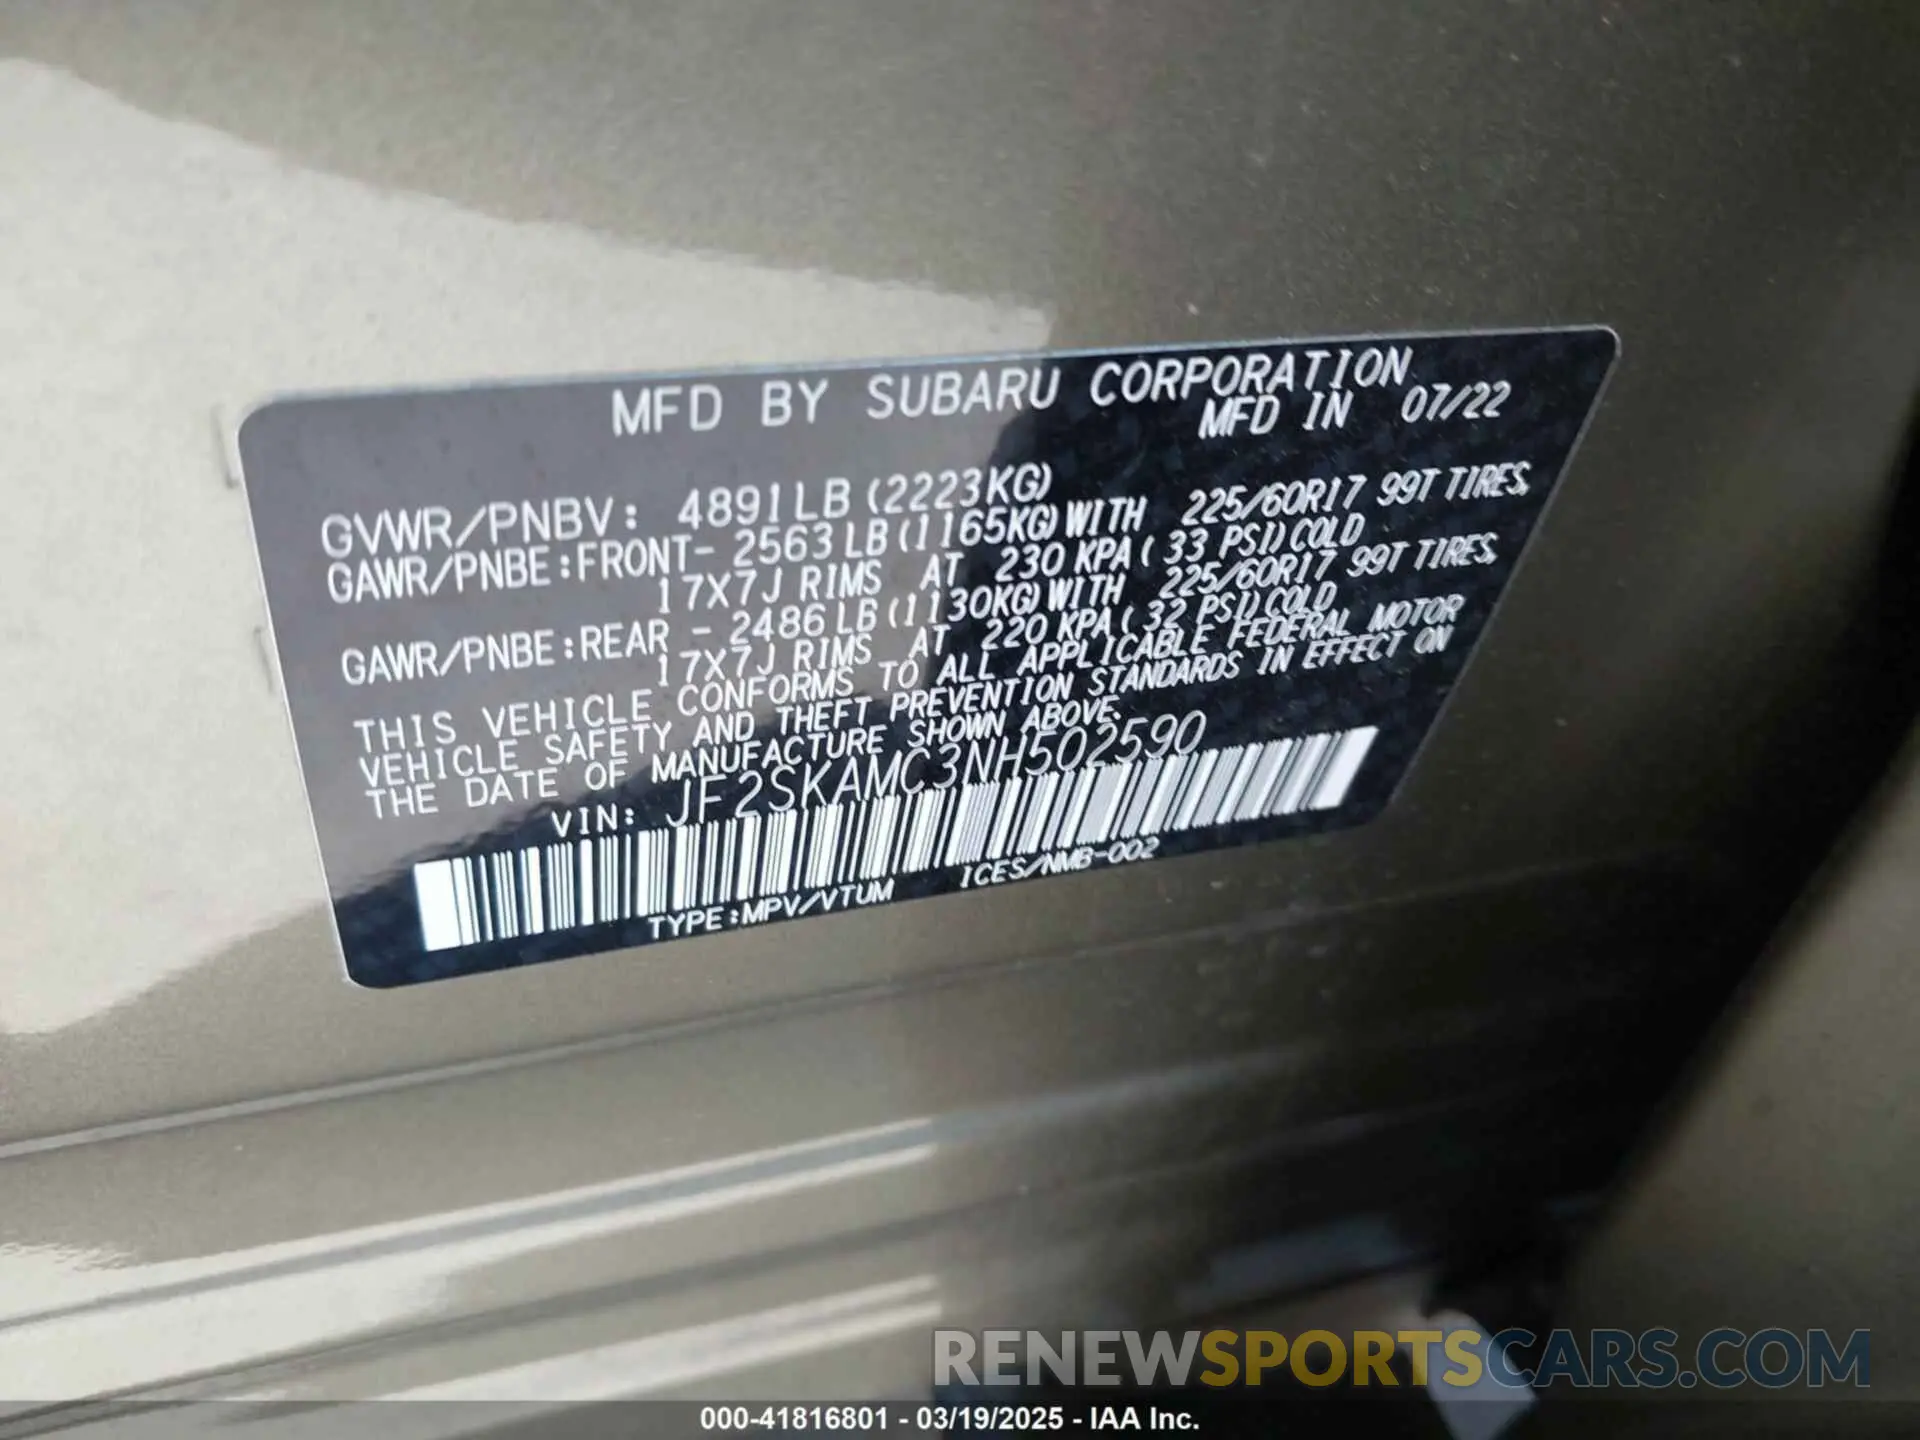 MFD BY SUBARU CORPORATION
MFD IN 07/22
GVWR/PNBV: 4891LB (2223KG)
GAWR/PNBE:FRONT- 2563LB(1165KG)WITH 225/60R17 99T TIRES,
17X7J RIMS AT 230 KPA( 33 PSI)COLD
GAWR/PNBE:REAR - 2486LB(1130KG)WITH 225/60R17 99T TIRES,
17X7J RIMS AT 220 KPA( 32 PSI)COLD
THIS VEHICLE CONFORMS TO ALL APPLICABLE FEDERAL MOTOR
VEHICLE SAFETY AND THEFT PREVENTION STANDARDS IN EFFECT ON
THE DATE OF MANUFACTURE SHOWN ABOVE.
VIN: JF2SKAMC3NH502590
TYPE:MPV/VTUM ICES/NMB-002
RENEWSPORTSCARS.COM
000-41816801 - 03/19/2025 - IAA Inc.